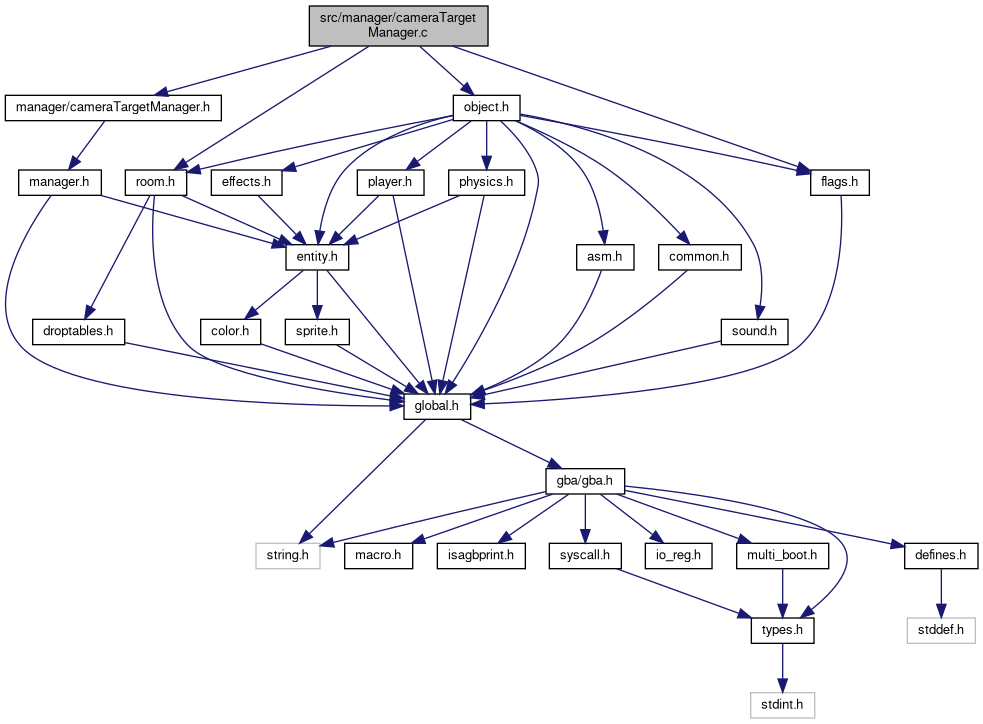 src/manager/cameraTarget
Manager.c
manager/cameraTargetManager.h
object.h
manager.h
room.h
effects.h
player.h
physics.h
flags.h
entity.h
asm.h
common.h
droptables.h
color.h
sprite.h
sound.h
global.h
gba/gba.h
string.h
macro.h
isagbprint.h
syscall.h
io_reg.h
multi_boot.h
defines.h
types.h
stddef.h
stdint.h